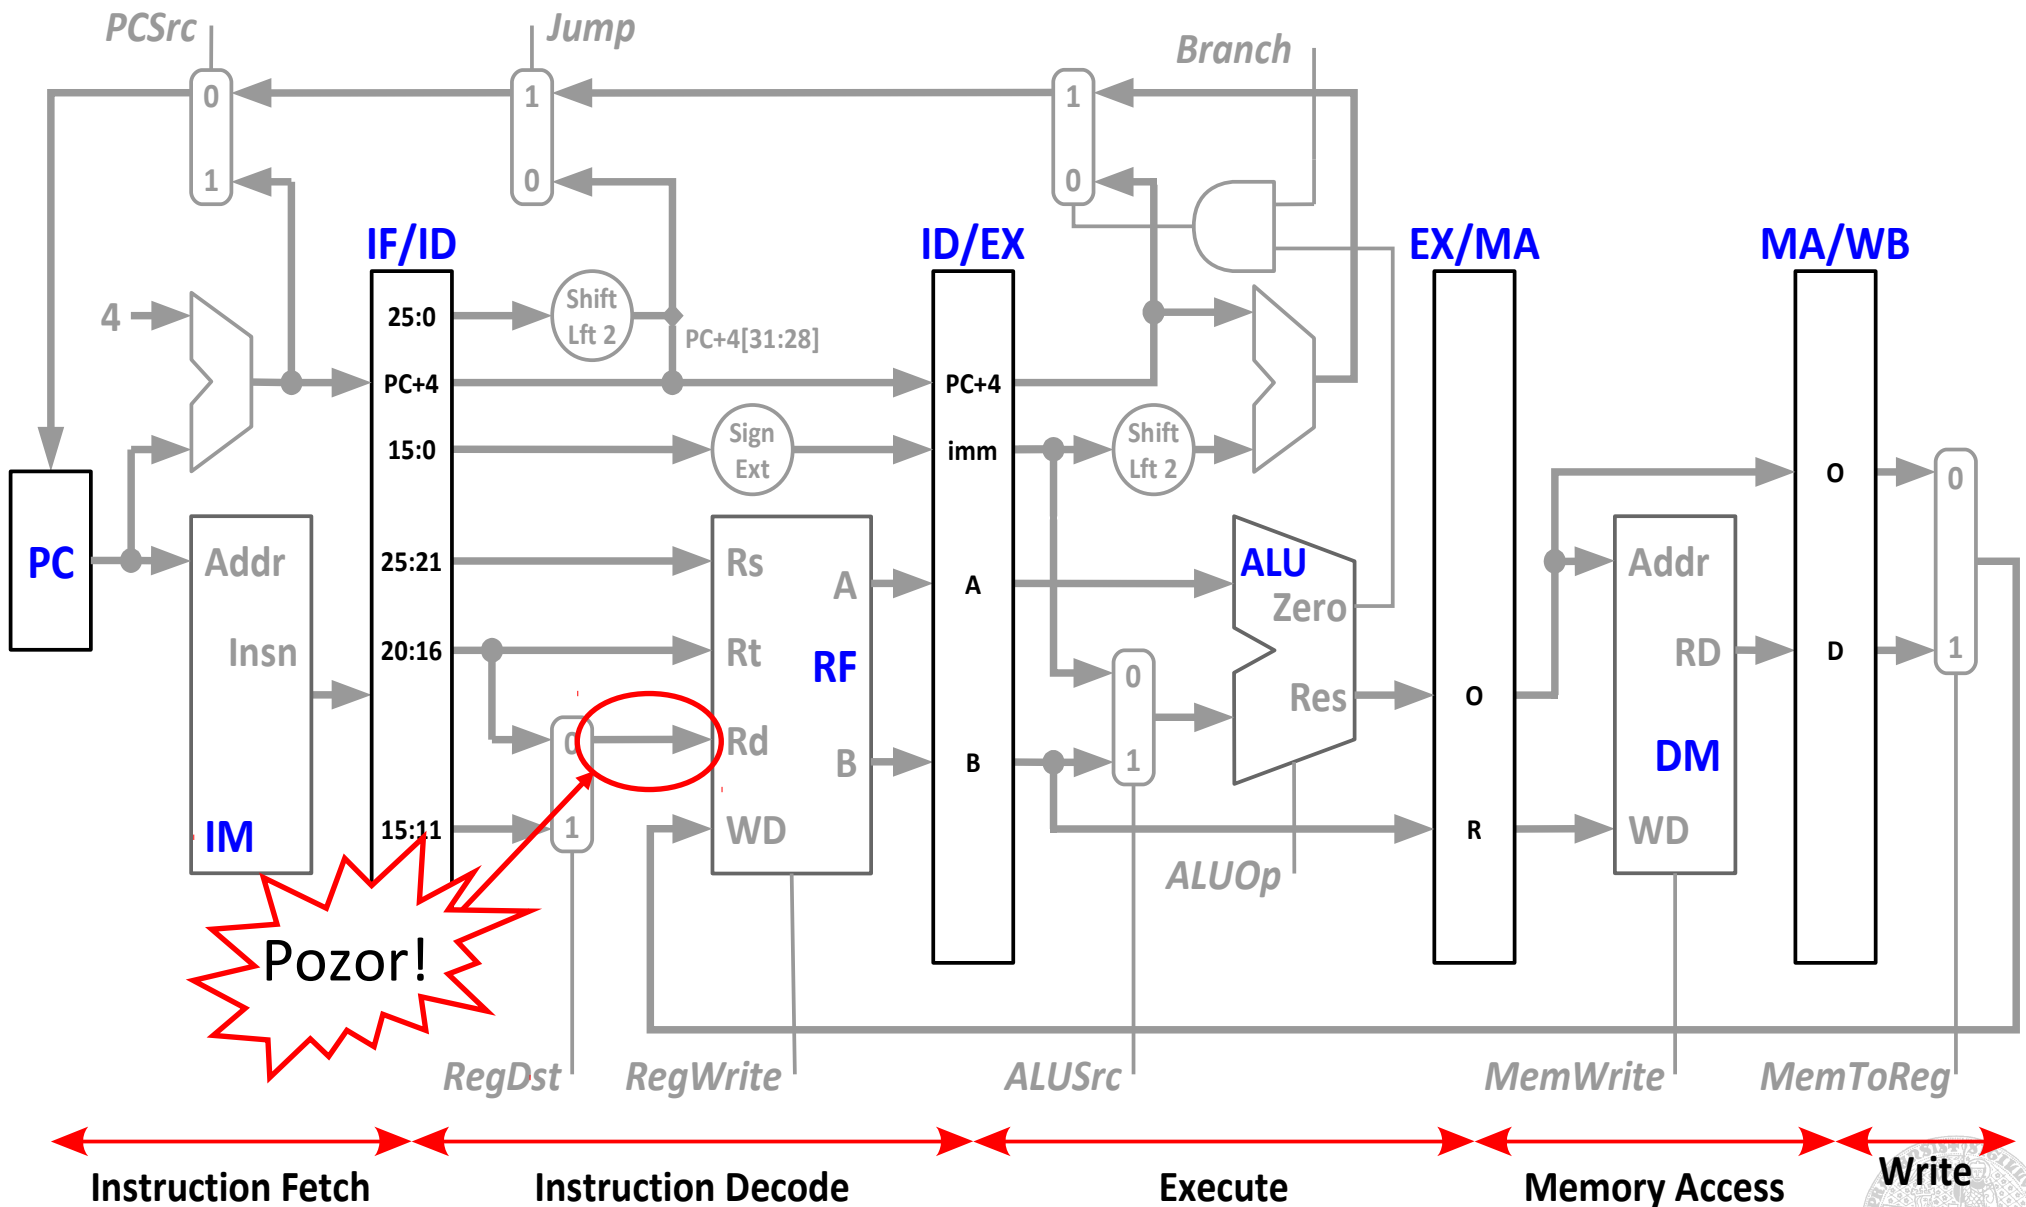 PCSrc
Jump
Branch
0
1
1
1
0
0
IF/ID
ID/EX
EX/MA
MA/WB
4
25:0
Shift
Lft 2
PC+4[31:28]
PC+4
PC+4
15:0
Sign
Ext
imm
Shift
Lft 2
O
0
PC
Addr
Insn
IM
25:21
Rs
A
A
ALU
Zero
Addr
20:16
Rt
RF
0
Res
RD
D
1
0
Rd
B
B
1
O
DM
15:11
1
WD
R
WD
ALUOp
Pozor!
RegDst
RegWrite
ALUSrc
MemWrite
MemToReg
Instruction Fetch
Instruction Decode
Execute
Memory Access
Write